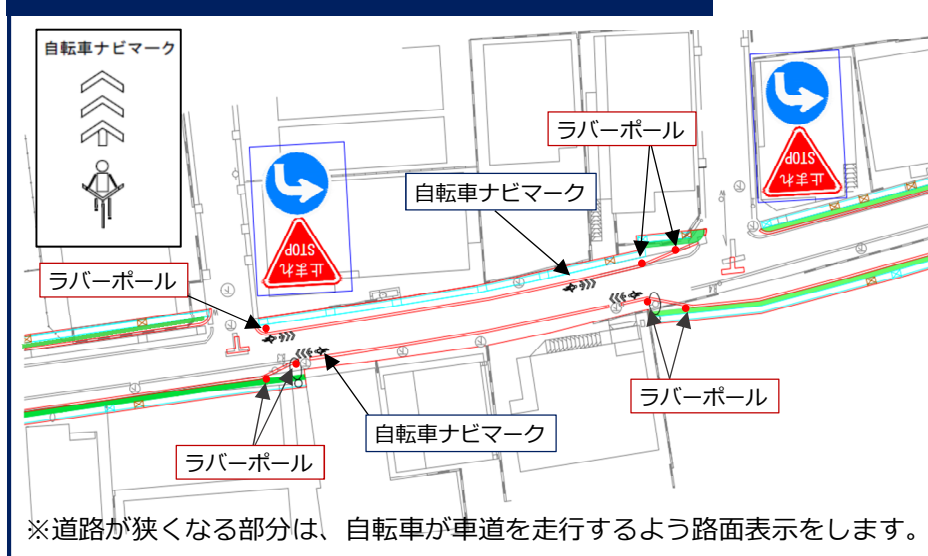 自転車ナビマーク
止まれ
STOP
ラバーポール
止まれ
STOP
自転車ナビマーク
ラバーポール
ラバーポール
自転車ナビマーク
ラバーポール
※道路が狭くなる部分は、自転車が車道を走行するよう路面表示をします。